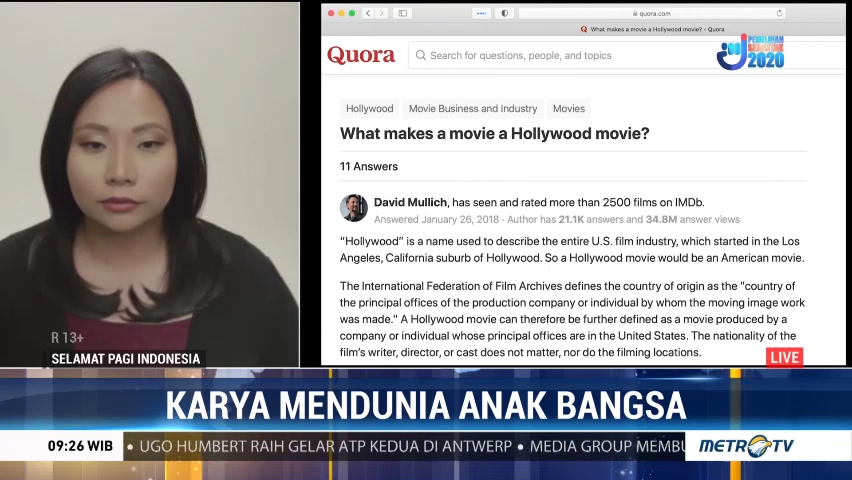 quora.com
What makes a movie a Hollywood movie? - Quora
Quora
Search for questions, people, and topics
PEMILIHAN
SERENTAK
2020
Hollywood
Movie Business and Industry
Movies
What makes a movie a Hollywood movie?
11 Answers
David Mullich, has seen and rated more than 2500 films on IMDb.
Answered January 26, 2018 · Author has 21.1K answers and 34.8M answer views
“Hollywood” is a name used to describe the entire U.S. film industry, which started in the Los
Angeles, California suburb of Hollywood. So a Hollywood movie would be an American movie.
The International Federation of Film Archives defines the country of origin as the "country of
the principal offices of the production company or individual by whom the moving image work
was made." A Hollywood movie can therefore be further defined as a movie produced by a
company or individual whose principal offices are in the United States. The nationality of the
film's writer, director, or cast does not matter, nor do the filming locations.
R 13+
SELAMAT PAGI INDONESIA
LIVE
KARYA MENDUNIA ANAK BANGSA
09:26 WIB
• UGO HUMBERT RAIH GELAR ATP KEDUA DI ANTWERP • MEDIA GROUP MEMBU
METRO TV